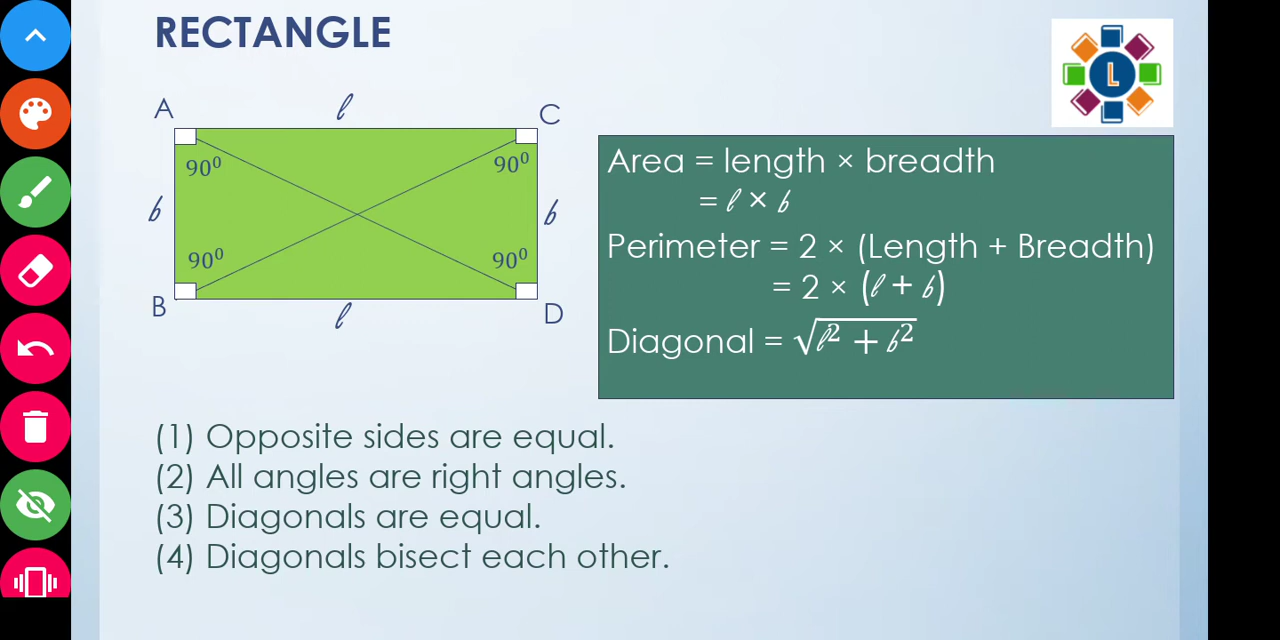 RECTANGLE
L
A
ℓ
C
90⁰
90⁰
b
b
90⁰
90⁰
B
ℓ
D
Area = length × breadth
= ℓ × b
Perimeter = 2 × (Length + Breadth)
= 2 × (ℓ + b)
Diagonal = √ℓ² + b²
(1) Opposite sides are equal.
(2) All angles are right angles.
(3) Diagonals are equal.
(4) Diagonals bisect each other.